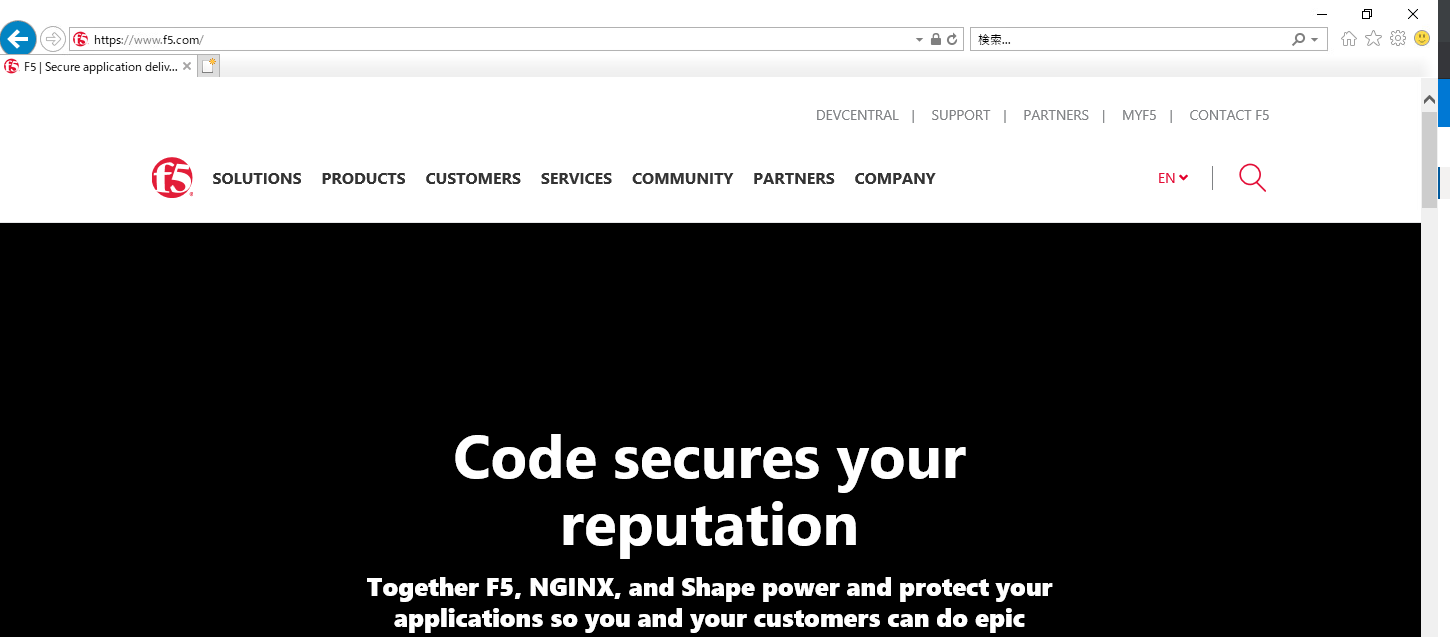 https://www.f5.com/
検索...
F5 | Secure application deliv...
DEVCENTRAL | SUPPORT | PARTNERS | MYF5 | CONTACT F5
f5 SOLUTIONS PRODUCTS CUSTOMERS SERVICES COMMUNITY PARTNERS COMPANY EN
Code secures your
reputation
Together F5, NGINX, and Shape power and protect your
applications so you and your customers can do epic